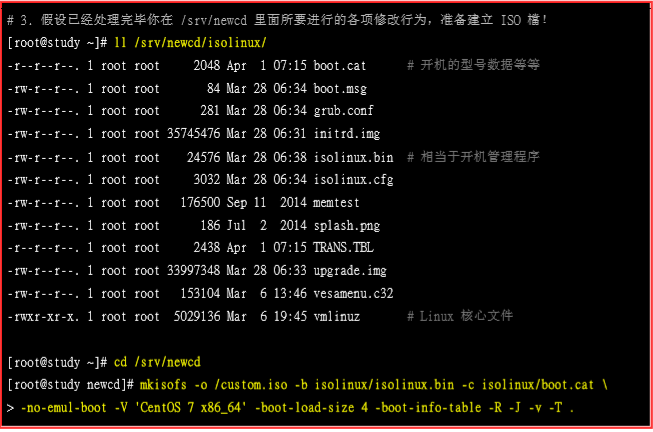 # 3. 假设已经处理完毕你在 /srv/newcd 里面所要进行的各项修改行为，准备建立 ISO 檔！
[root@study ~]# ll /srv/newcd/isolinux/
-r--r--r--. 1 root root     2048 Apr  1 07:15 boot.cat     # 开机的型号数据等等
-rw-r--r--. 1 root root       84 Mar 28 06:34 boot.msg
-rw-r--r--. 1 root root      281 Mar 28 06:34 grub.conf
-rw-r--r--. 1 root root 35745476 Mar 28 06:31 initrd.img
-rw-r--r--. 1 root root    24576 Mar 28 06:38 isolinux.bin # 相当于开机管理程序
-rw-r--r--. 1 root root     3032 Mar 28 06:34 isolinux.cfg
-rw-r--r--. 1 root root   176500 Sep 11  2014 memtest
-rw-r--r--. 1 root root      186 Jul  2  2014 splash.png
-r--r--r--. 1 root root     2438 Apr  1 07:15 TRANS.TBL
-rw-r--r--. 1 root root 33997348 Mar 28 06:33 upgrade.img
-rw-r--r--. 1 root root   153104 Mar  6 13:46 vesamenu.c32
-rwxr-xr-x. 1 root root  5029136 Mar  6 19:45 vmlinuz      # Linux 核心文件
[root@study ~]# cd /srv/newcd
[root@study newcd]# mkisofs -o /custom.iso -b isolinux/isolinux.bin -c isolinux/boot.cat \
> -no-emul-boot -V 'CentOS 7 x86_64' -boot-load-size 4 -boot-info-table -R -J -v -T .